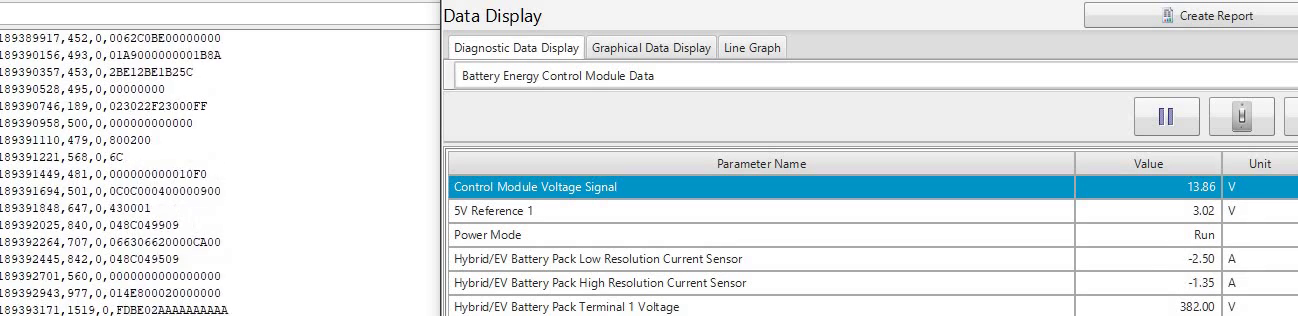 189389917,452,0,0062C0BE00000000
189390156,493,0,01A9000000001B8A
189390357,453,0,2BE12BE1B25C
189390528,495,0,00000000
189390746,189,0,023022F23000FF
189390958,500,0,000000000000
189391110,479,0,800200
189391221,568,0,6C
189391449,481,0,000000000010F0
189391694,501,0,0C0C000400000900
189391848,647,0,430001
189392025,840,0,048C049909
189392264,707,0,066306620000CA00
189392445,842,0,048C049509
189392701,560,0,0000000000000000
189392943,977,0,014E800020000000
189393171,1519,0,FDBE02AAAAAAAAAA
Data Display
Create Report
Diagnostic Data Display Graphical Data Display Line Graph
Battery Energy Control Module Data
Parameter Name Value Unit
Control Module Voltage Signal 13.86 V
5V Reference 1 3.02 V
Power Mode Run
Hybrid/EV Battery Pack Low Resolution Current Sensor -2.50 A
Hybrid/EV Battery Pack High Resolution Current Sensor -1.35 A
Hybrid/EV Battery Pack Terminal 1 Voltage 382.00 V